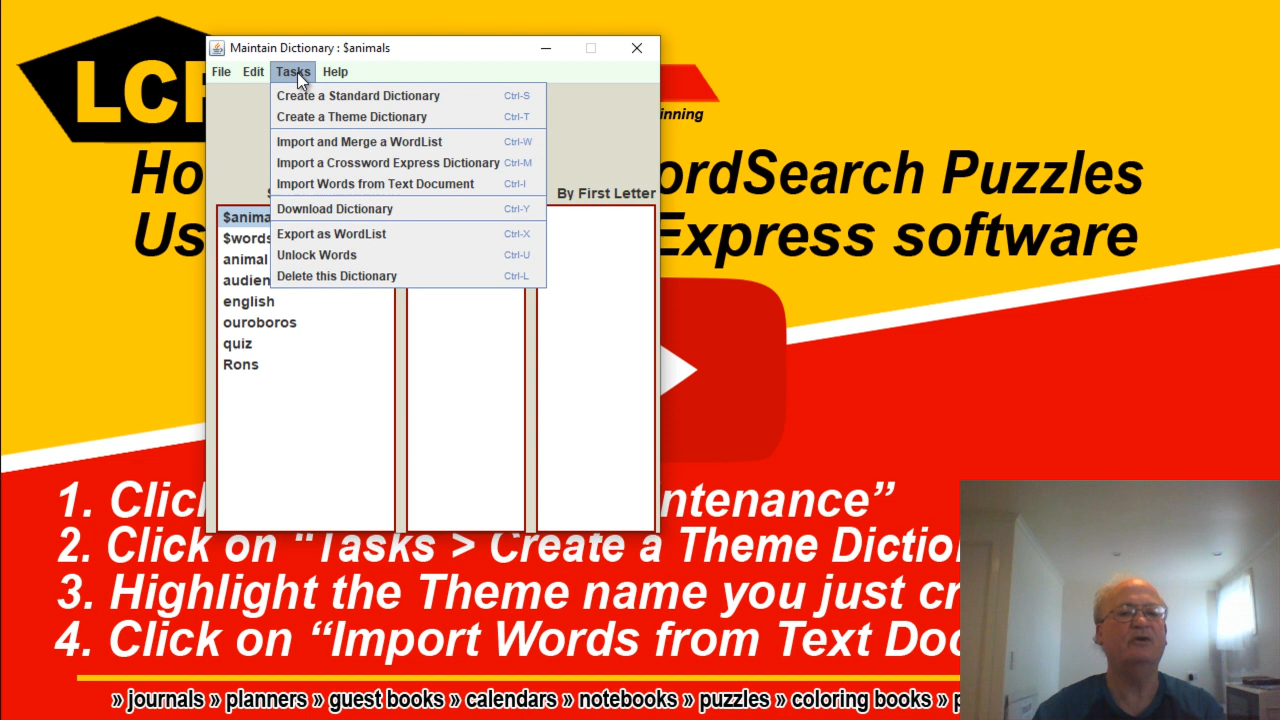 LCP
Maintain Dictionary : $animals
File Edit Tasks Help
Create a Standard Dictionary Ctrl-S
Create a Theme Dictionary Ctrl-T
Import and Merge a WordList Ctrl-W
Import a Crossword Express Dictionary Ctrl-M
Import Words from Text Document Ctrl-I
Download Dictionary Ctrl-Y
Export as WordList Ctrl-X
Unlock Words Ctrl-U
Delete this Dictionary Ctrl-L
By First Letter
$anima
$words
animal
audien
english
ouroboros
quiz
Rons
inning
Ho ordSearch Puzzles
Us Express software
1. Clic intenance”
2. Click on “Tasks > Create a Theme Dictio
3. Highlight the Theme name you just cr
4. Click on “Import Words from Text Doc
» journals » planners » guest books » calendars » notebooks » puzzles » coloring books » p